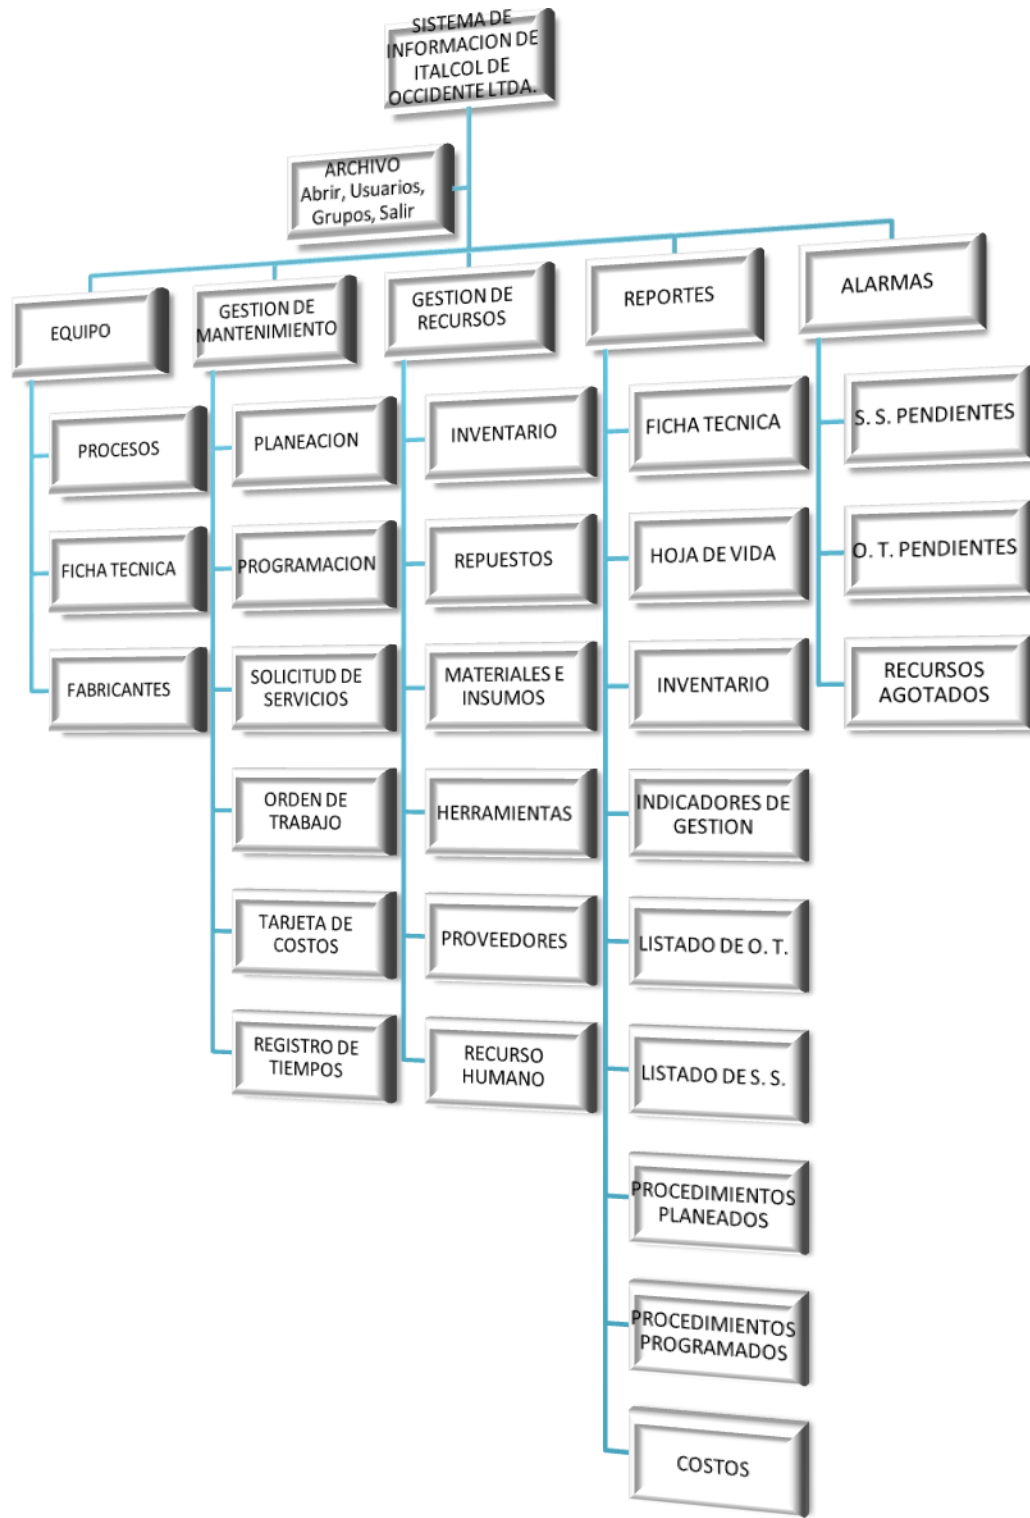 SISTEMA DE
INFORMACION DE
ITALCOL DE
OCCIDENTE LTDA.
ARCHIVO
Abrir, Usuarios,
Grupos, Salir
EQUIPO
PROCESOS
FICHA TECNICA
FABRICANTES
GESTION DE
MANTENIMIENTO
PLANEACION
PROGRAMACION
SOLICITUD DE
SERVICIOS
ORDEN DE
TRABAJO
TARJETA DE
COSTOS
REGISTRO DE
TIEMPOS
GESTION DE
RECURSOS
INVENTARIO
REPUESTOS
MATERIALES E
INSUMOS
HERRAMIENTAS
PROVEEDORES
RECURSO
HUMANO
REPORTES
FICHA TECNICA
HOJA DE VIDA
INVENTARIO
INDICADORES DE
GESTION
LISTADO DE O. T.
LISTADO DE S. S.
PROCEDIMIENTOS
PLANEADOS
PROCEDIMIENTOS
PROGRAMADOS
COSTOS
ALARMAS
S. S. PENDIENTES
O. T. PENDIENTES
RECURSOS
AGOTADOS